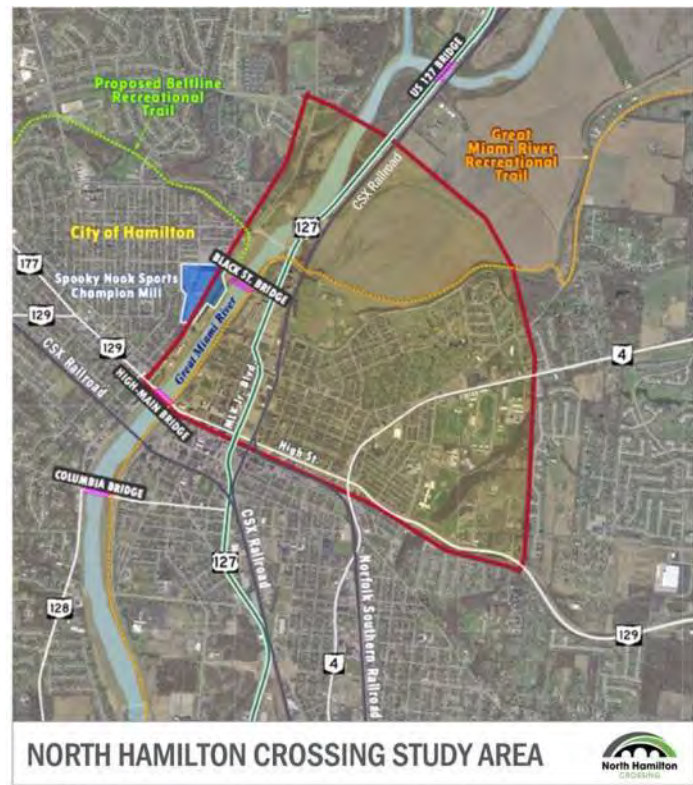 US 127 BRIDGE
Proposed Beltline
Recreational
Trail
Great
Miami River
Recreational
Trail
CSX Railroad
127
City of Hamilton
177
BLACK ST. BRIDGE
Spooky Nook Sports
Champion Mill
129
Great Miami River
129
4
CSX Railroad
HIGH-MAIN BRIDGE
MLK Jr. Blvd
High St.
COLUMBIA BRIDGE
CSX Railroad
127
Norfolk Southern Railroad
128
129
4
NORTH HAMILTON CROSSING STUDY AREA
North Hamilton
CROSSING